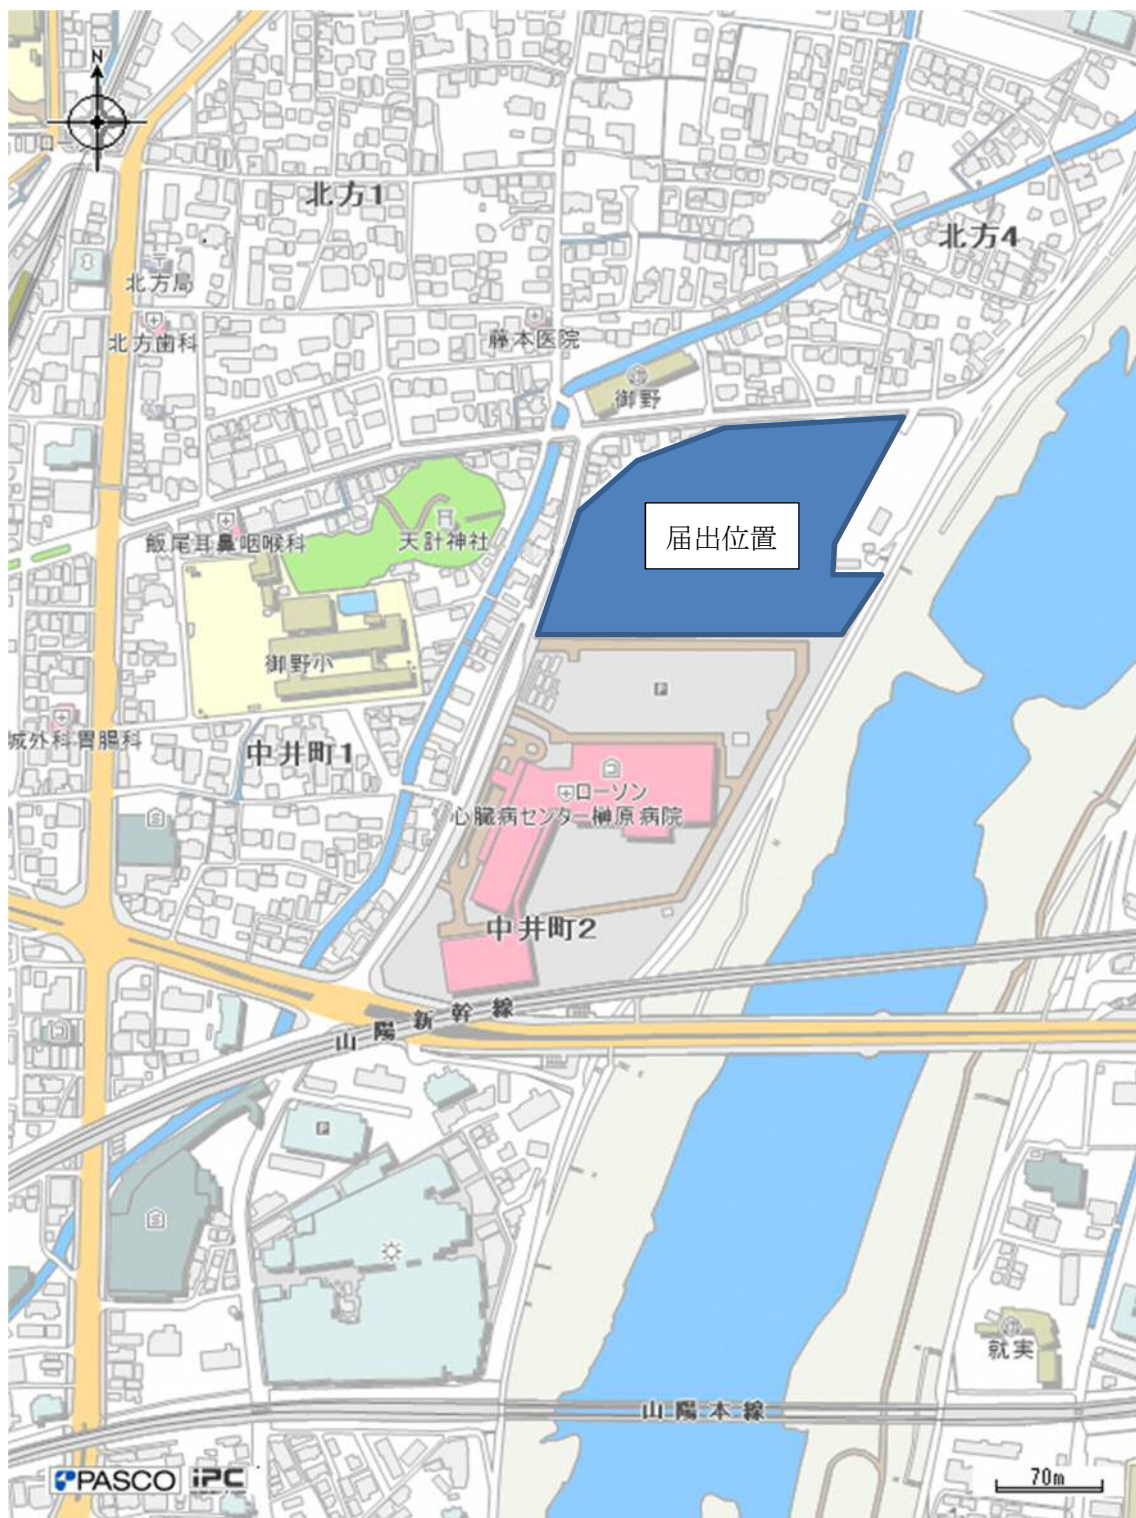 N
ロー
北方1
北方4
北方局
北方歯科
藤本医院
御野
届出位置
飯尾耳鼻咽喉科
天計神社
御野小
P
城外科胃腸科
中井町1
ローソン
心臓病センター榊原病院
中井町2
山陽新幹線
P
就実
山陽本線
PASCO iPC
70m